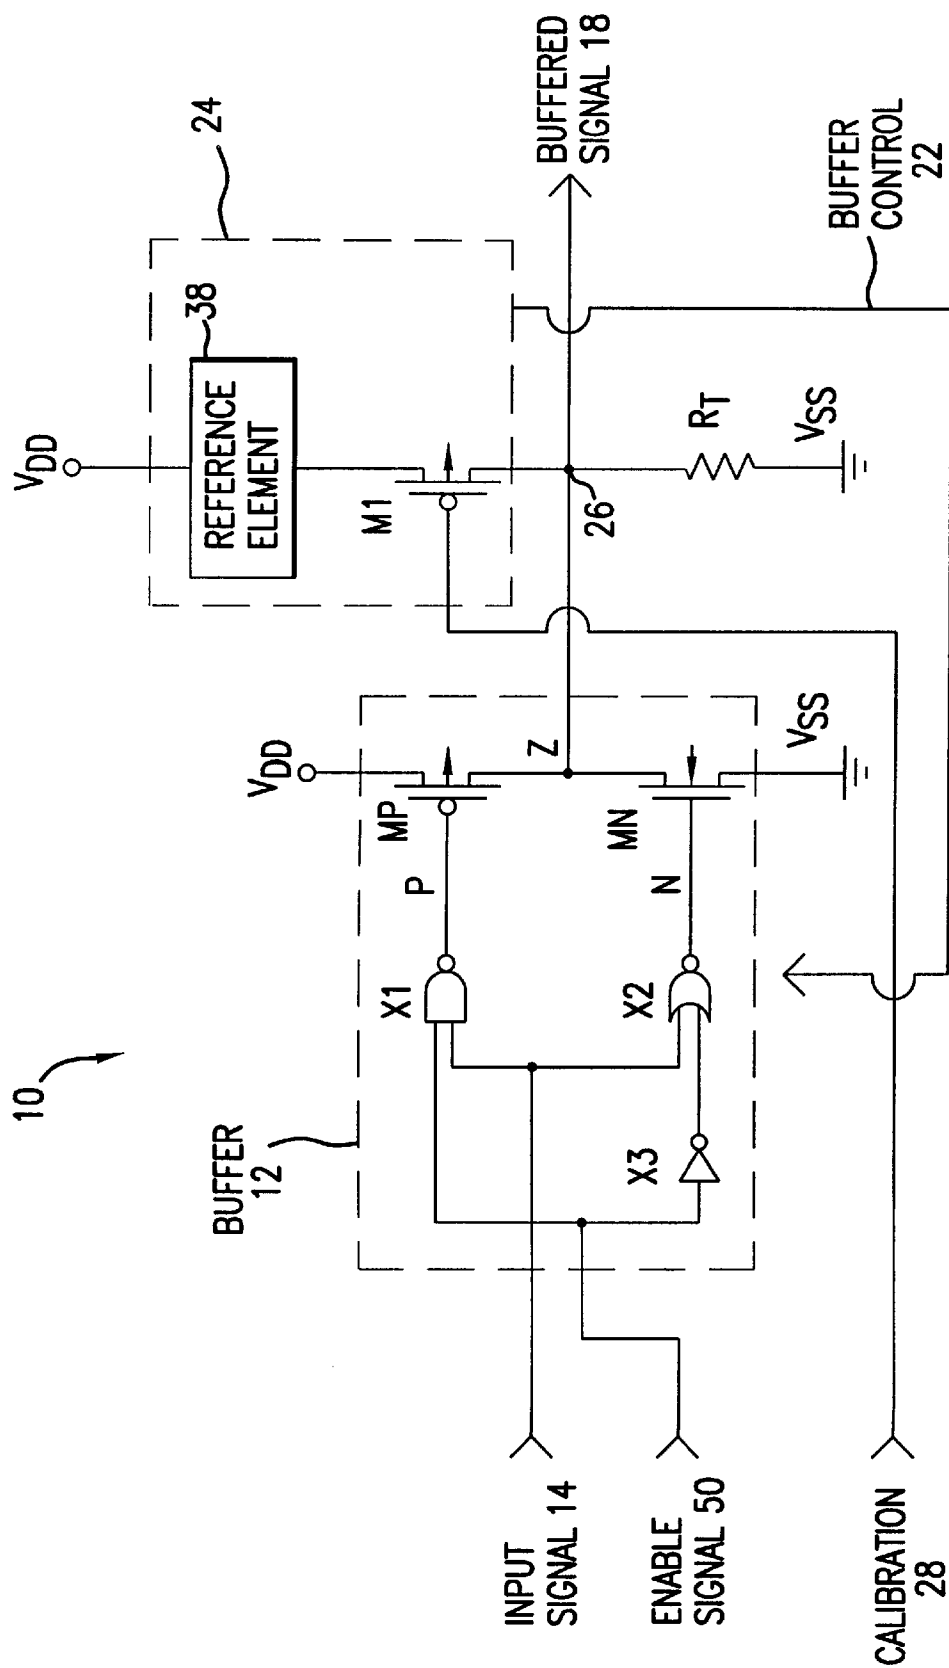 10
V_DD
24
38
REFERENCE
ELEMENT
M1
BUFFER
12
V_DD
MP
P
X1
Z
BUFFERED
SIGNAL 18
26
R_T
V_SS
INPUT
SIGNAL 14
X3
X2
N
MN
V_SS
ENABLE
SIGNAL 50
BUFFER
CONTROL
22
CALIBRATION
28